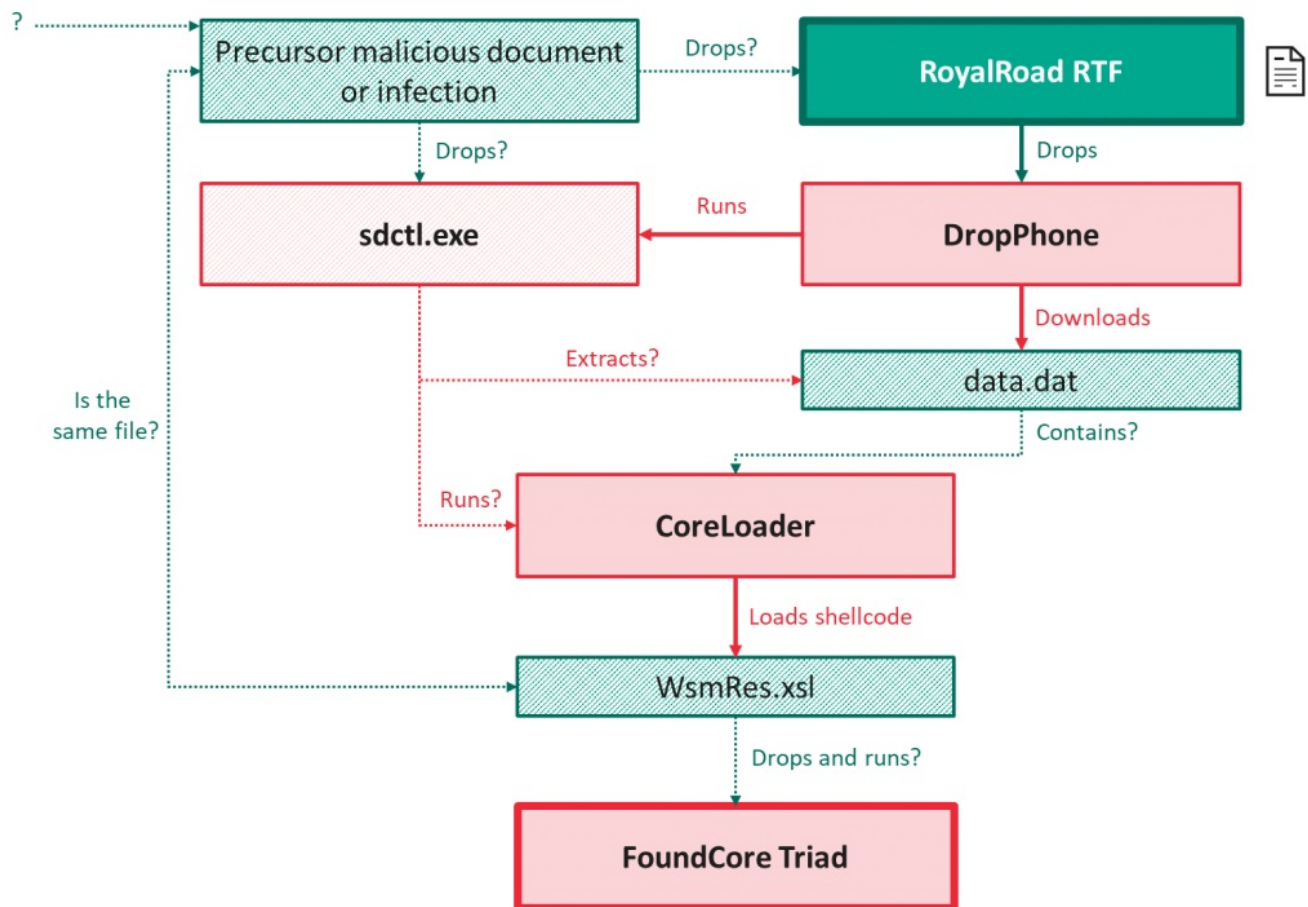 ?
Precursor malicious document
or infection
Drops?
RoyalRoad RTF
Drops?
Drops
sdctl.exe
Runs
DropPhone
Downloads
Extracts?
data.dat
Is the
same file?
Contains?
Runs?
CoreLoader
Loads shellcode
WsmRes.xsl
Drops and runs?
FoundCore Triad